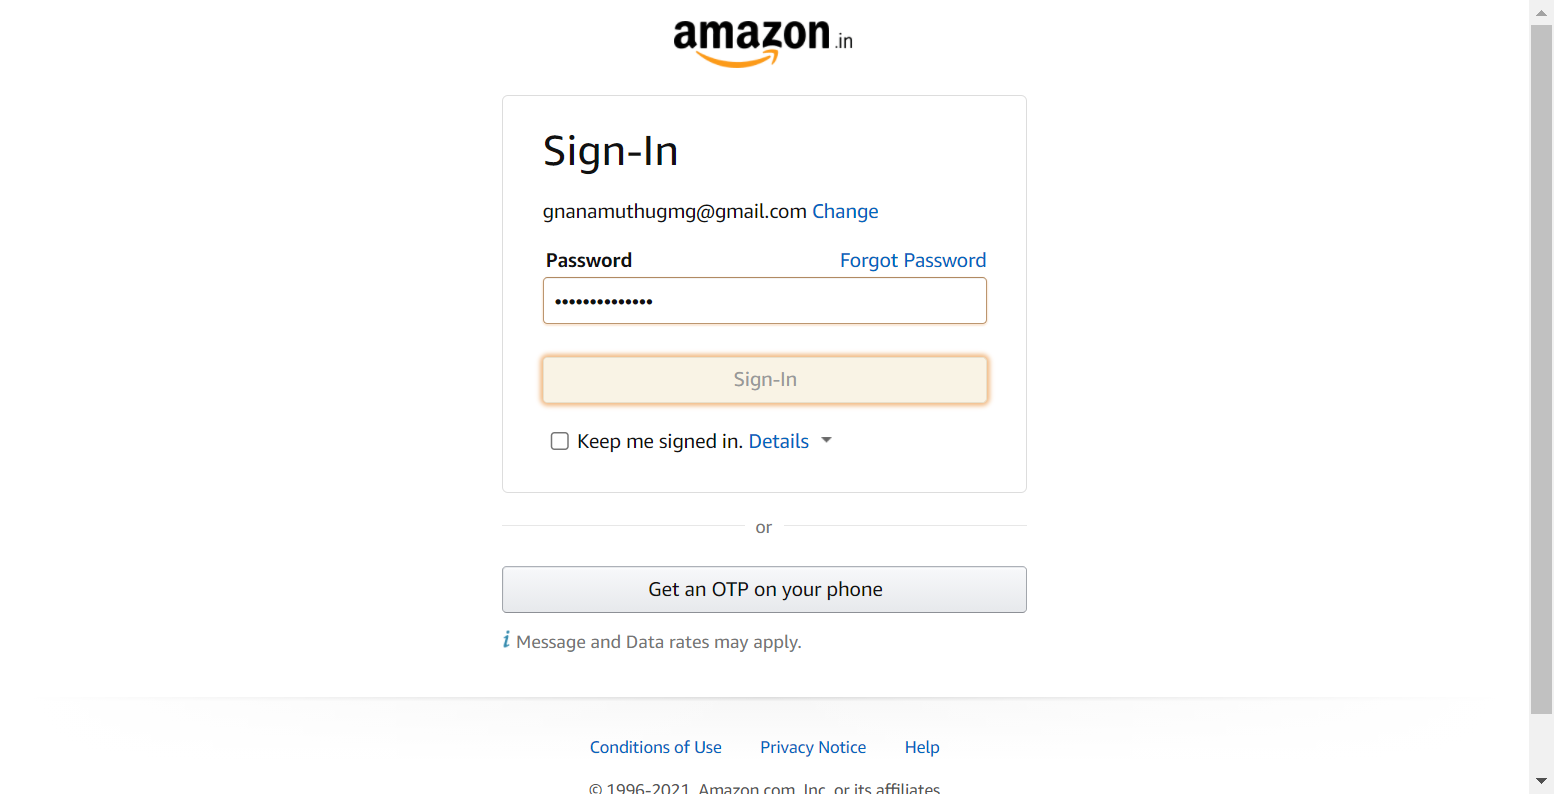 amazon.in
Sign-In
gnanamuthugmg@gmail.com Change
Password Forgot Password
••••••••••••••
Sign-In
Keep me signed in. Details
or
Get an OTP on your phone
i Message and Data rates may apply.
Conditions of Use Privacy Notice Help
© 1996-2021, Amazon.com, Inc. or its affiliates